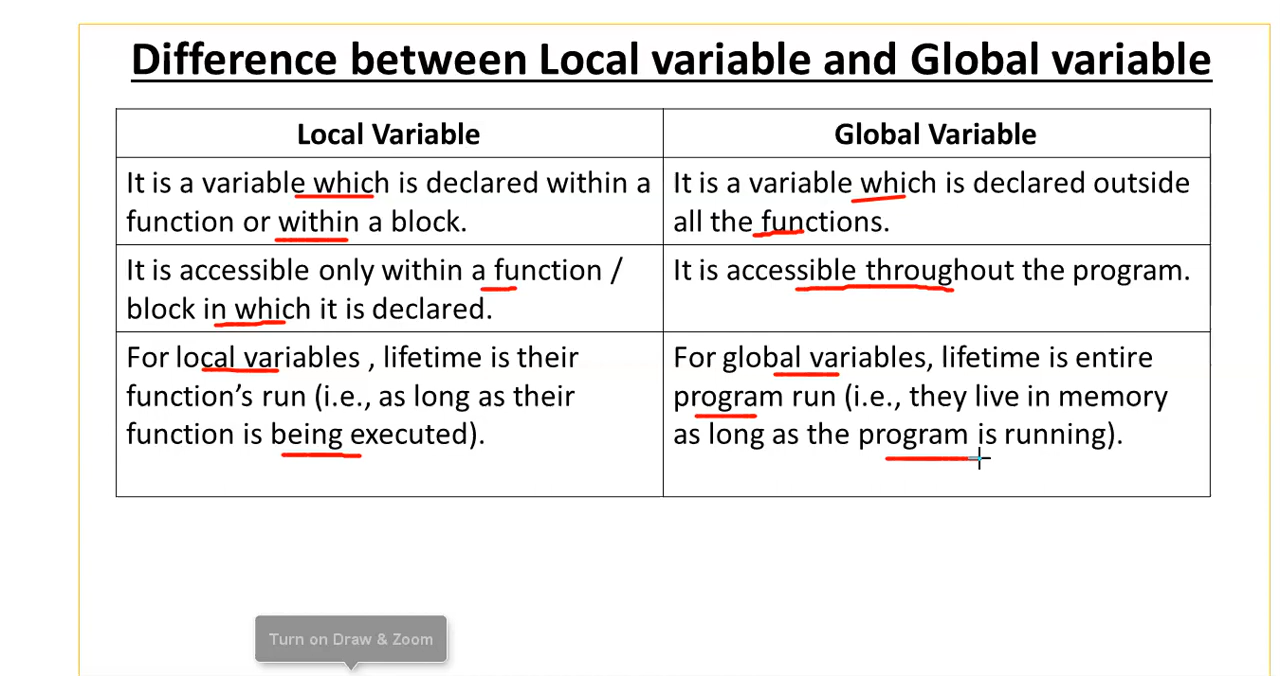 Difference between Local variable and Global variable
Local Variable
Global Variable
It is a variable which is declared within a
function or within a block.
It is a variable which is declared outside
all the functions.
It is accessible only within a function /
block in which it is declared.
It is accessible throughout the program.
For local variables , lifetime is their
function’s run (i.e., as long as their
function is being executed).
For global variables, lifetime is entire
program run (i.e., they live in memory
as long as the program is running).
Turn on Draw & Zoom